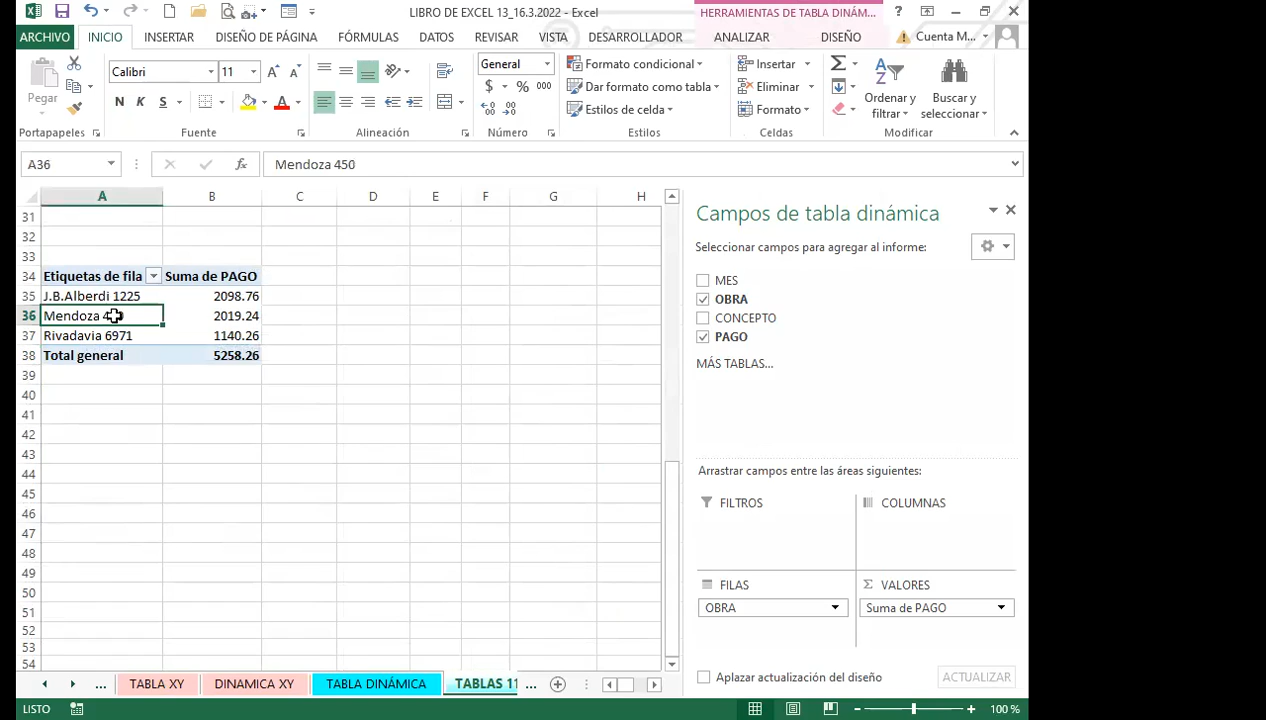 LIBRO DE EXCEL 13_16.3.2022 - Excel
HERRAMIENTAS DE TABLA DINÁM...
?
ARCHIVO INICIO INSERTAR DISEÑO DE PÁGINA FÓRMULAS DATOS REVISAR VISTA DESARROLLADOR ANALIZAR DISEÑO Cuenta M...
Pegar
Calibri 11
N K S
General
$ % 000
Formato condicional
Dar formato como tabla
Estilos de celda
Insertar
Eliminar
Formato
Ordenar y filtrar
Buscar y seleccionar
Portapapeles Fuente Alineación Número Estilos Celdas Modificar
A36 fx Mendoza 450
A B C D E F G H
31
32
33
34 Etiquetas de fila Suma de PAGO
35 J.B.Alberdi 1225 2098.76
36 Mendoza 2019.24
37 Rivadavia 6971 1140.26
38 Total general 5258.26
39
40
41
42
43
44
45
46
47
48
49
50
51
52
53
54
Campos de tabla dinámica
Seleccionar campos para agregar al informe:
MES
OBRA
CONCEPTO
PAGO
MÁS TABLAS...
Arrastrar campos entre las áreas siguientes:
FILTROS COLUMNAS
FILAS VALORES
OBRA Suma de PAGO
Aplazar actualización del diseño ACTUALIZAR
... TABLA XY DINAMICA XY TABLA DINÁMICA TABLAS 11 ...
LISTO 100 %